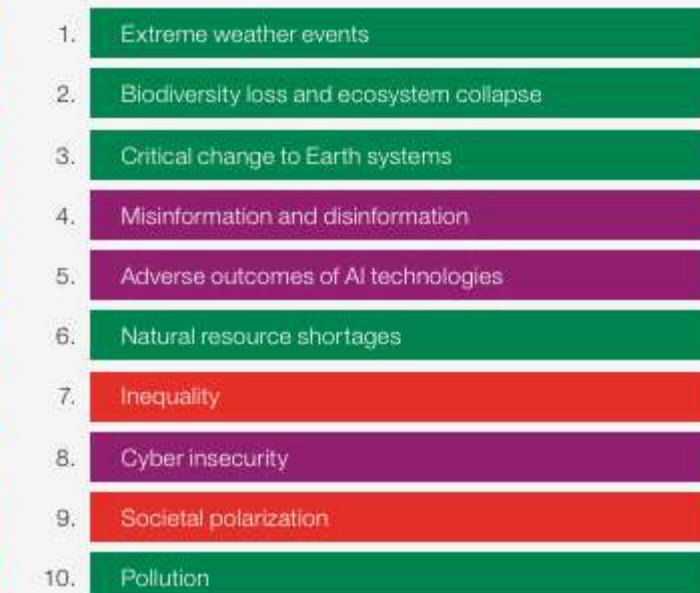 1. Extreme weather events
2. Biodiversity loss and ecosystem collapse
3. Critical change to Earth systems
4. Misinformation and disinformation
5. Adverse outcomes of AI technologies
6. Natural resource shortages
7. Inequality
8. Cyber insecurity
9. Societal polarization
10. Pollution